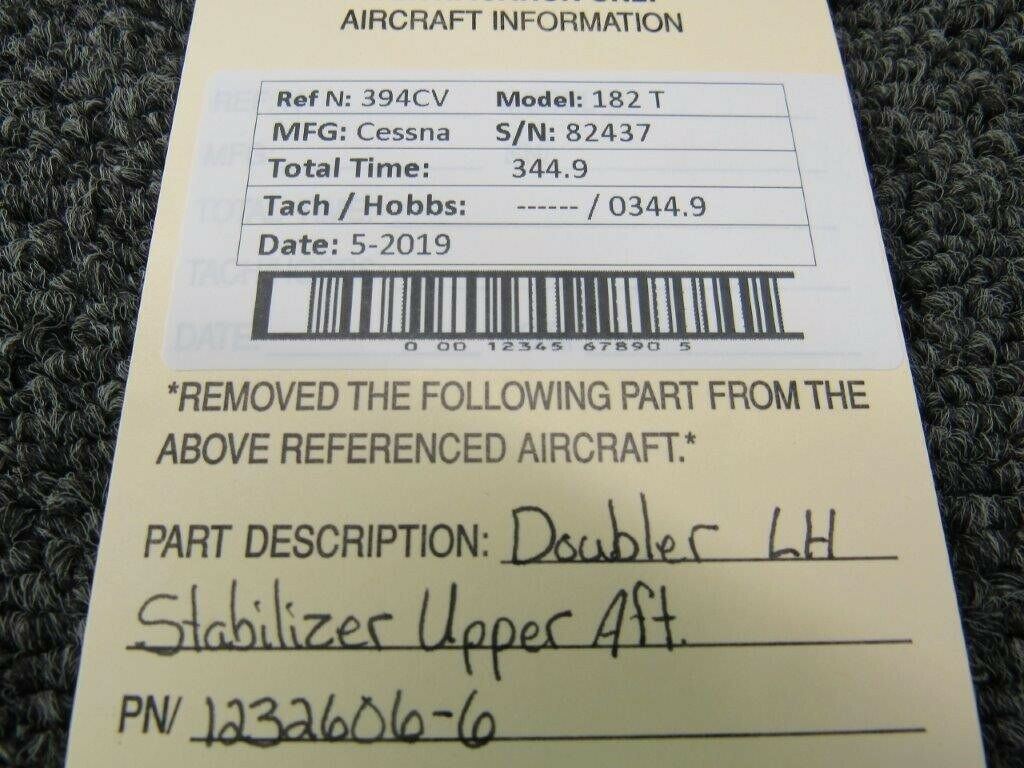 AIRCRAFT INFORMATION
Ref N: 394CV Model: 182 T
MFG: Cessna S/N: 82437
Total Time: 344.9
Tach / Hobbs: ------ / 0344.9
Date: 5-2019
0 00 12345 67890 5
*REMOVED THE FOLLOWING PART FROM THE
ABOVE REFERENCED AIRCRAFT.*
PART DESCRIPTION: Doubler LH
Stabilizer Upper Aft.
PN/ 1232606-6